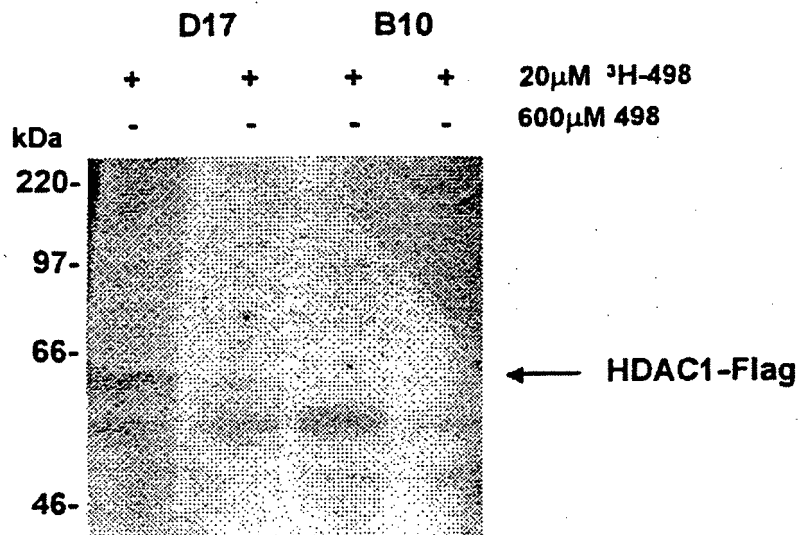 D17 B10
+ + + + 20µM ³H-498
- - - - 600µM 498
kDa
220-
97-
66-
HDAC1-Flag
46-